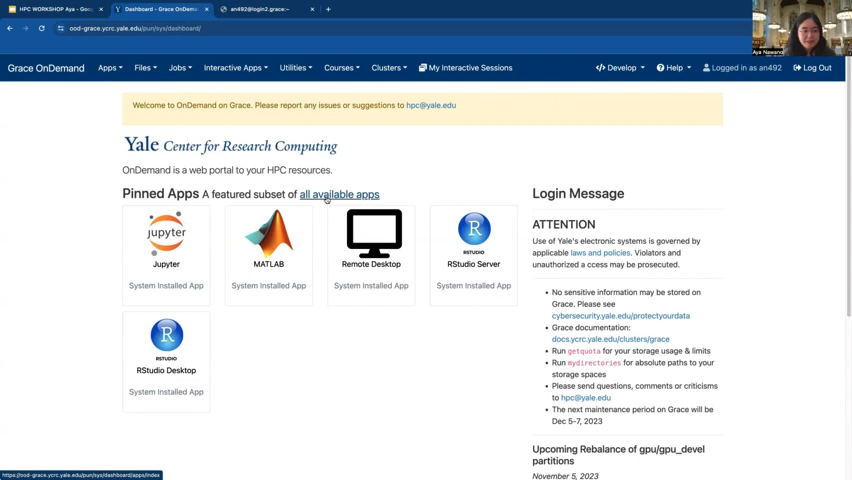 HPC WORKSHOP Aya - Goo
Dashboard - Grace OnDeman
an492@login2.grace:~
ood-grace.ycrc.yale.edu/pun/sys/dashboard/
Aya Nawano
Grace OnDemand
Apps
Files
Jobs
Interactive Apps
Utilities
Courses
Clusters
My Interactive Sessions
Develop
Help
Logged in as an492
Log Out
Welcome to OnDemand on Grace. Please report any issues or suggestions to hpc@yale.edu
Yale Center for Research Computing
OnDemand is a web portal to your HPC resources.
Pinned Apps A featured subset of all available apps
jupyter
Jupyter
System Installed App
MATLAB
System Installed App
Remote Desktop
System Installed App
R
RSTUDIO
RStudio Server
System Installed App
R
RSTUDIO
RStudio Desktop
System Installed App
Login Message
ATTENTION
Use of Yale's electronic systems is governed by
applicable laws and policies. Violators and
unauthorized a ccess may be prosecuted.
No sensitive information may be stored on
Grace. Please see
cybersecurity.yale.edu/protectyourdata
Grace documentation:
docs.ycrc.yale.edu/clusters/grace
Run getquota for your storage usage & limits
Run mydirectories for absolute paths to your
storage spaces
Please send questions, comments or criticisms
to hpc@yale.edu
The next maintenance period on Grace will be
Dec 5-7, 2023
Upcoming Rebalance of gpu/gpu_devel
partitions
November 5, 2023
https://ood-grace.ycrc.yale.edu/pun/sys/dashboard/apps/index